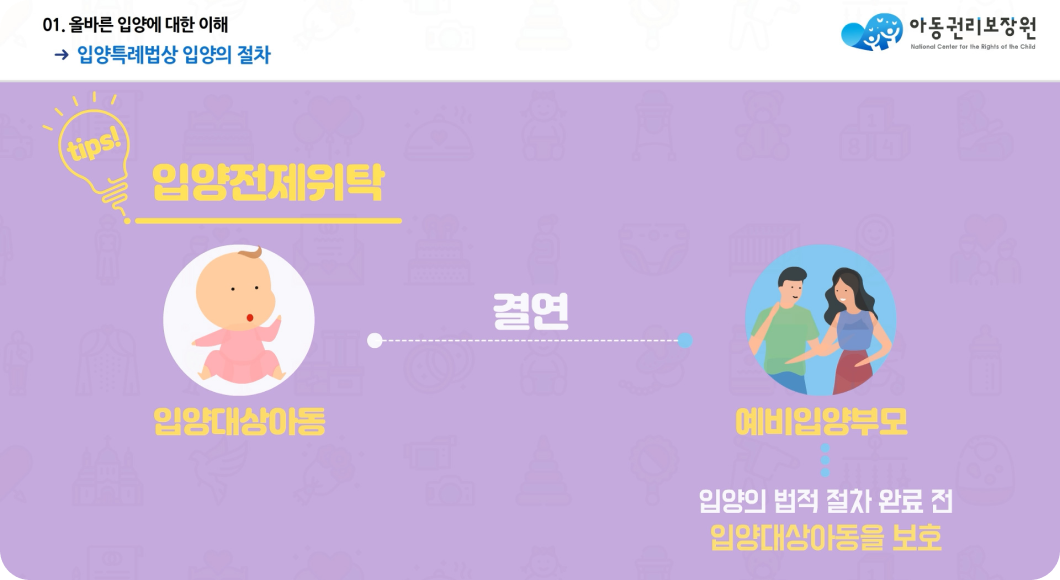 01. 올바른 입양에 대한 이해
→ 입양특례법상 입양의 절차
아동권리보장원
National Center for the Rights of the Child
tips!
입양전제위탁
결연
입양대상아동
예비입양부모
입양의 법적 절차 완료 전
입양대상아동을 보호